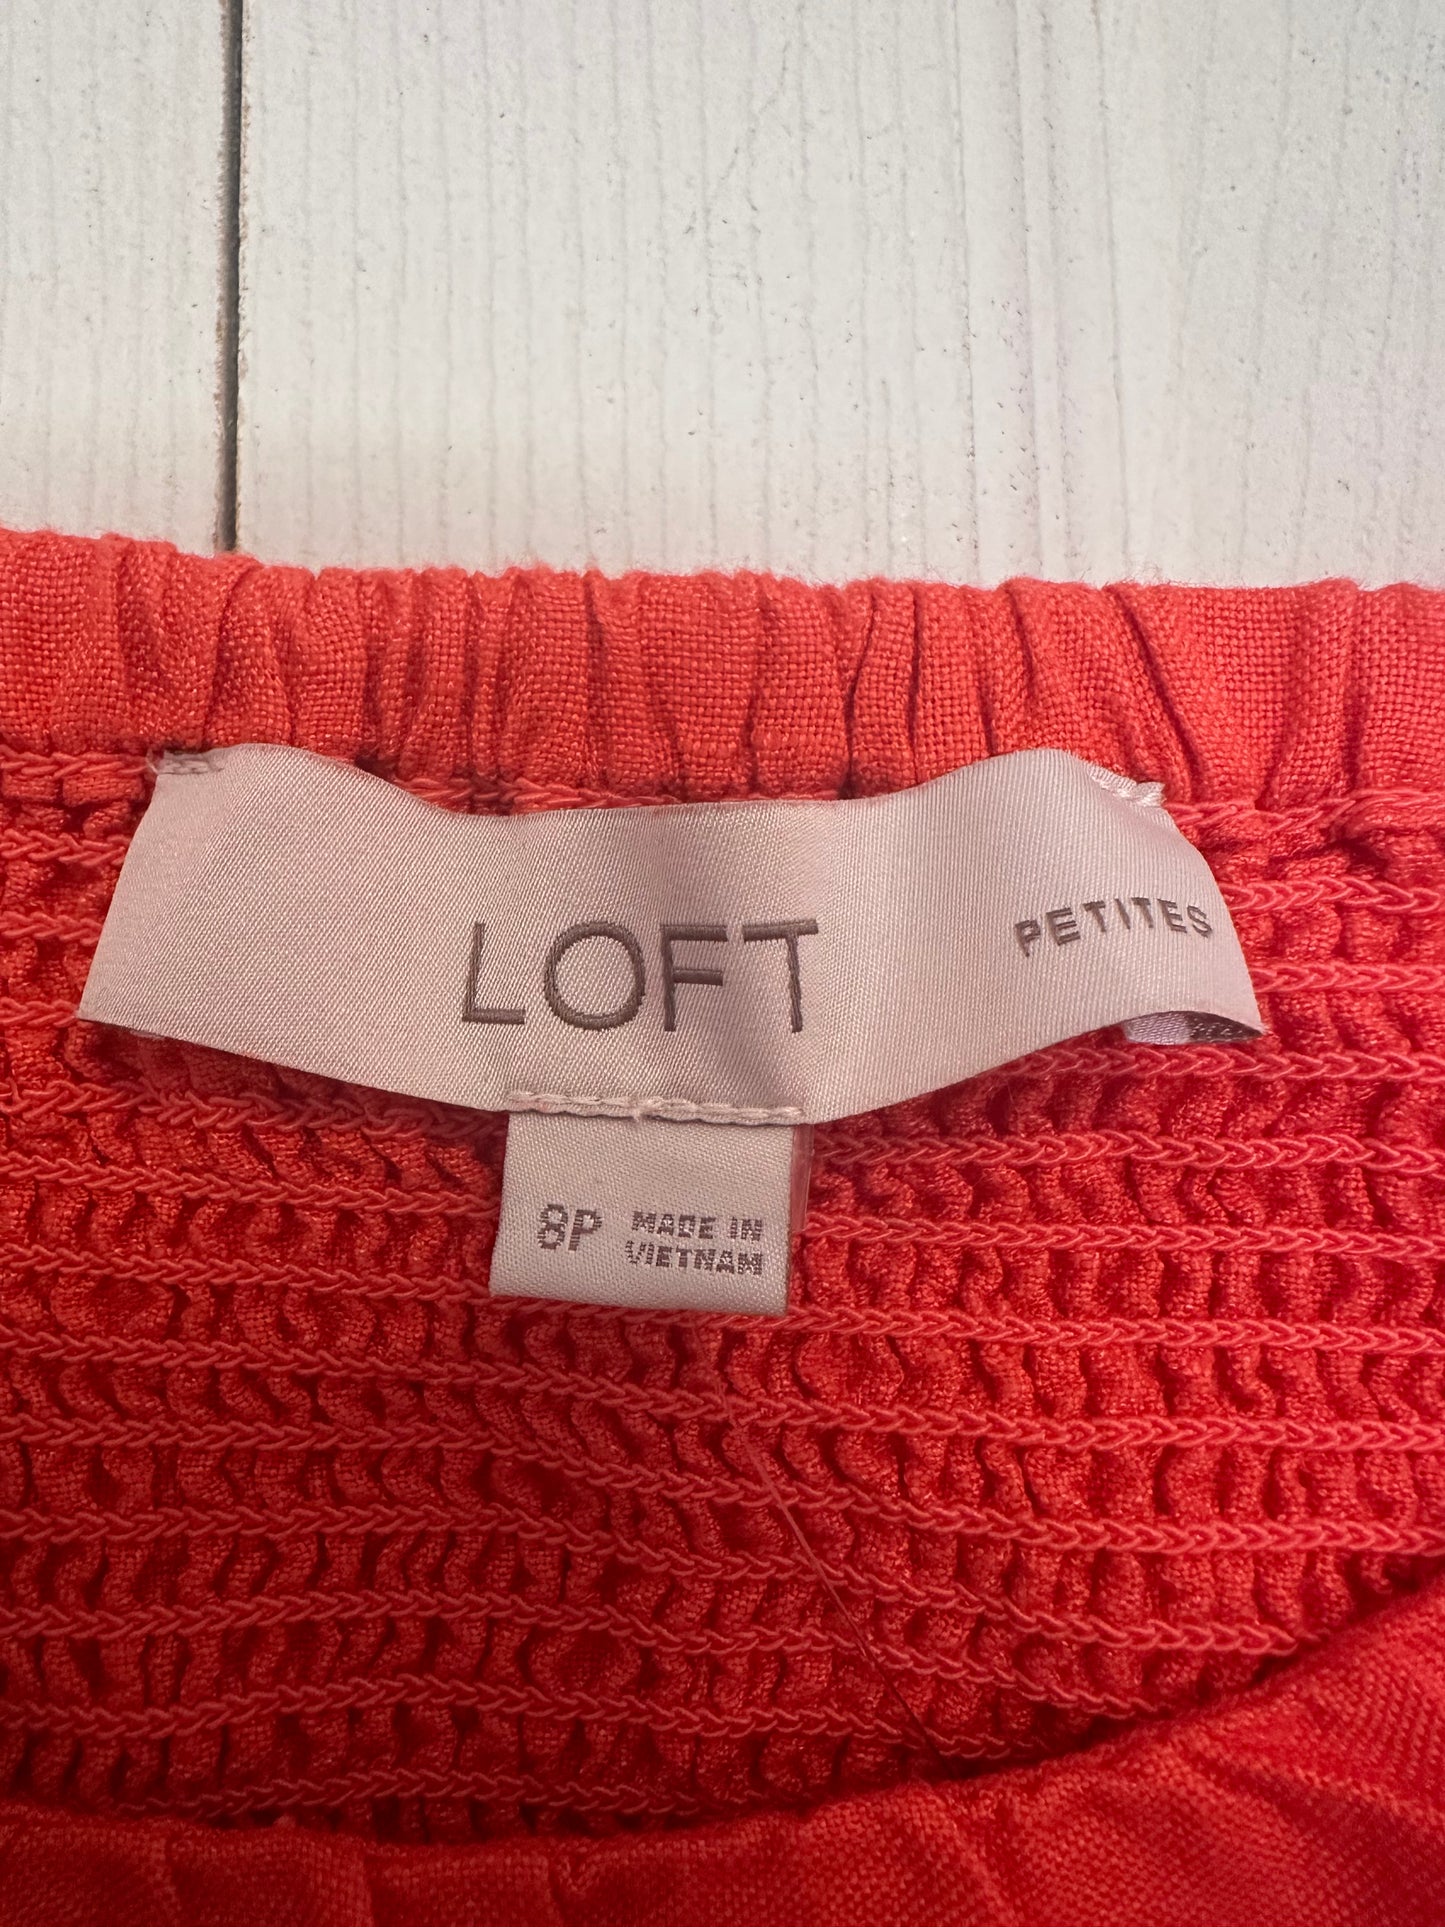 LOFT
PETITES
8P
MADE IN
VIETNAM